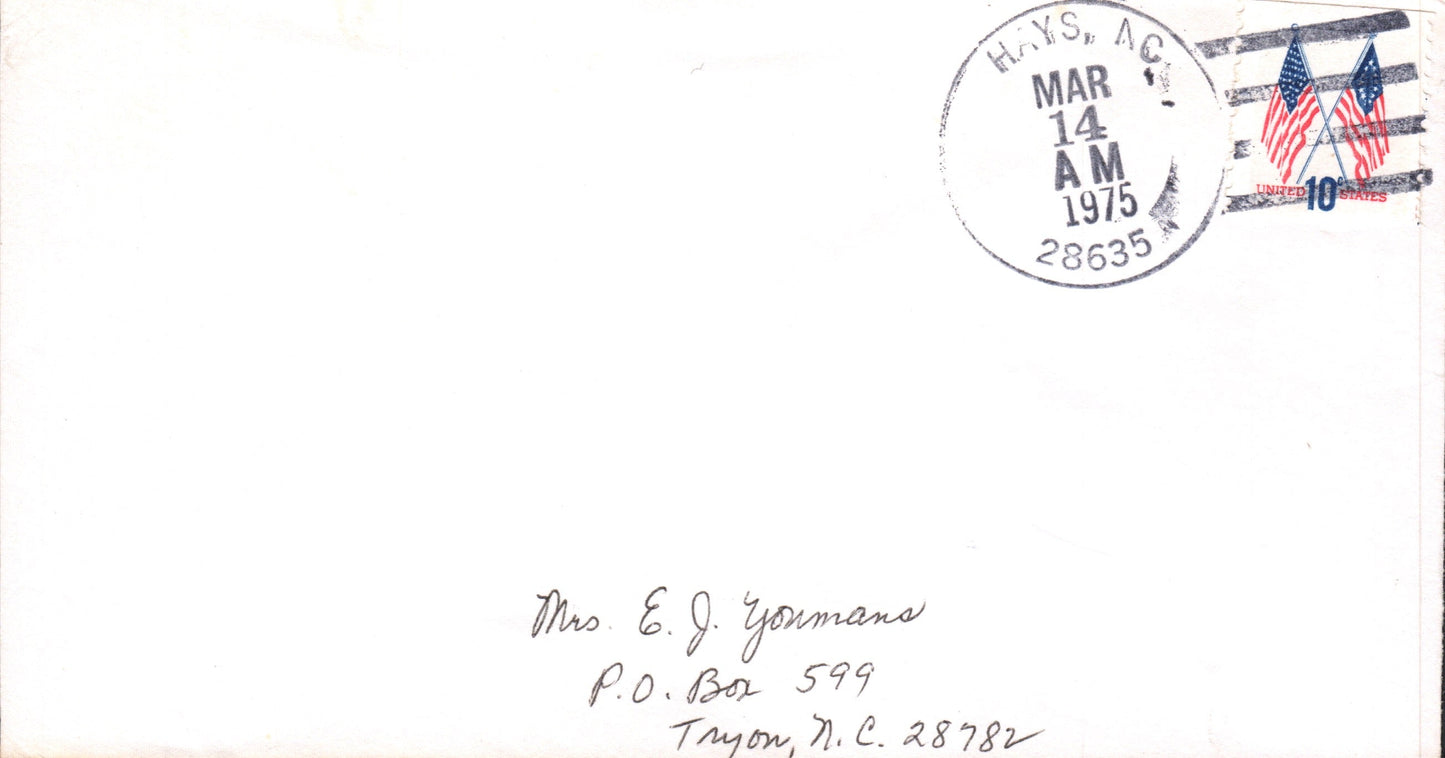 HAYS, NC
MAR
14
AM
1975
28635
UNITED 10c STATES
Mrs. E. J. Youmans
P.O. Box 599
Tryon, N.C. 28782